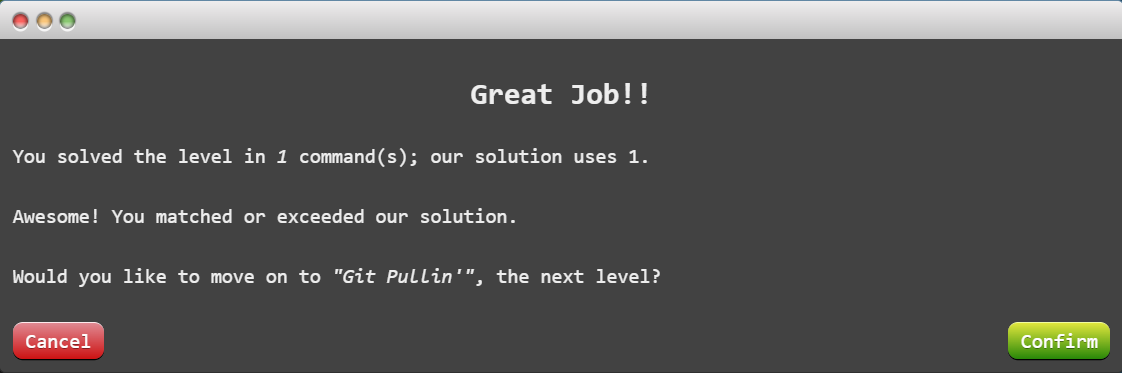 Great Job!!
You solved the level in 1 command(s); our solution uses 1.
Awesome! You matched or exceeded our solution.
Would you like to move on to "Git Pullin'", the next level?
Cancel
Confirm